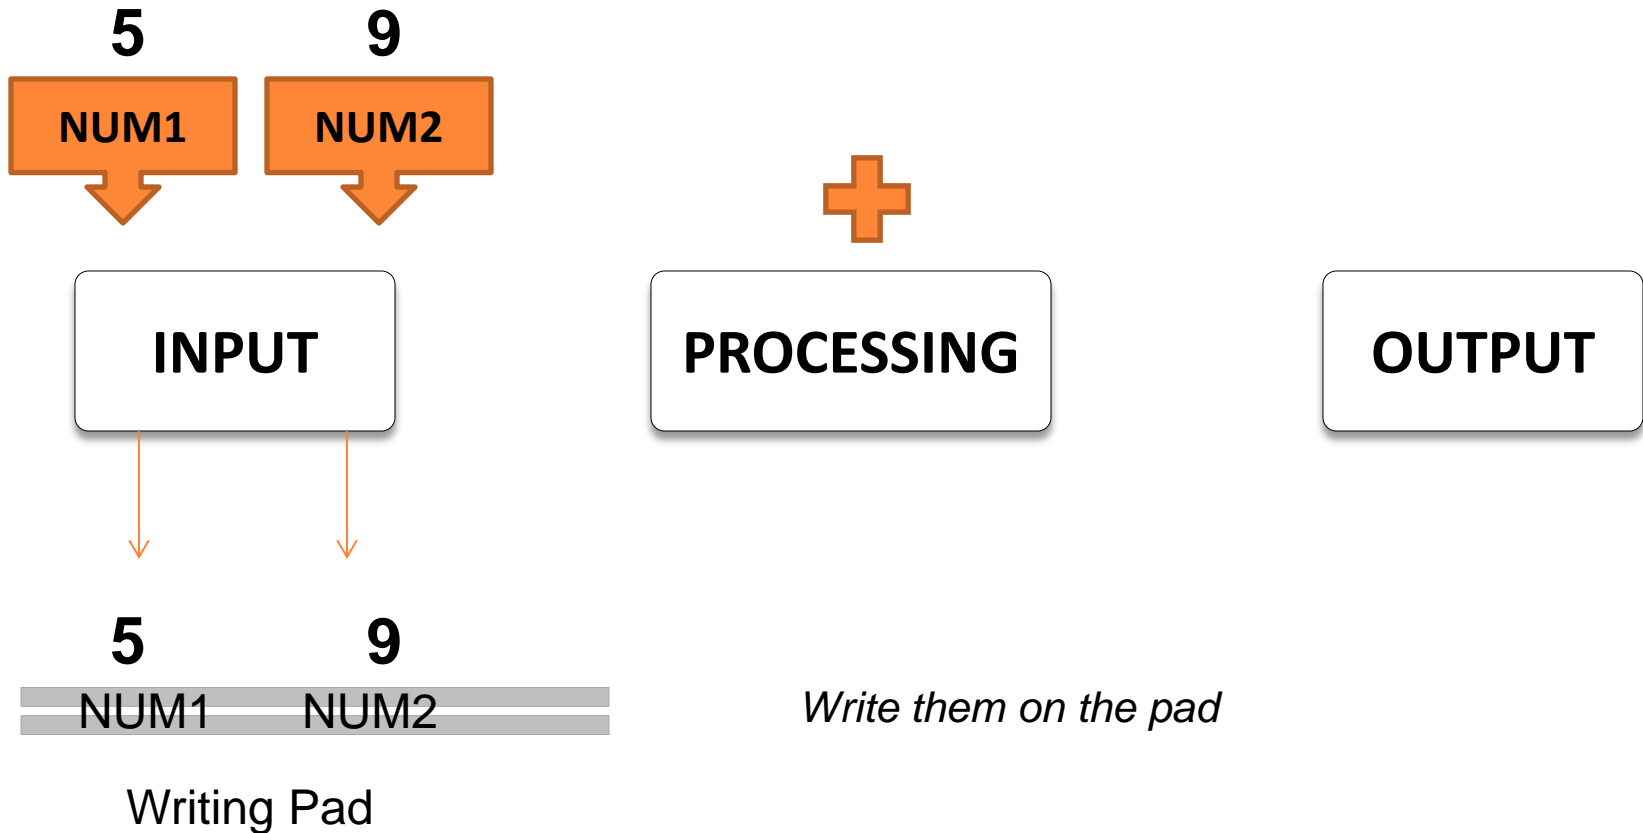 5 9
NUM1 NUM2
INPUT PROCESSING OUTPUT
5 9
NUM1 NUM2
Write them on the pad
Writing Pad